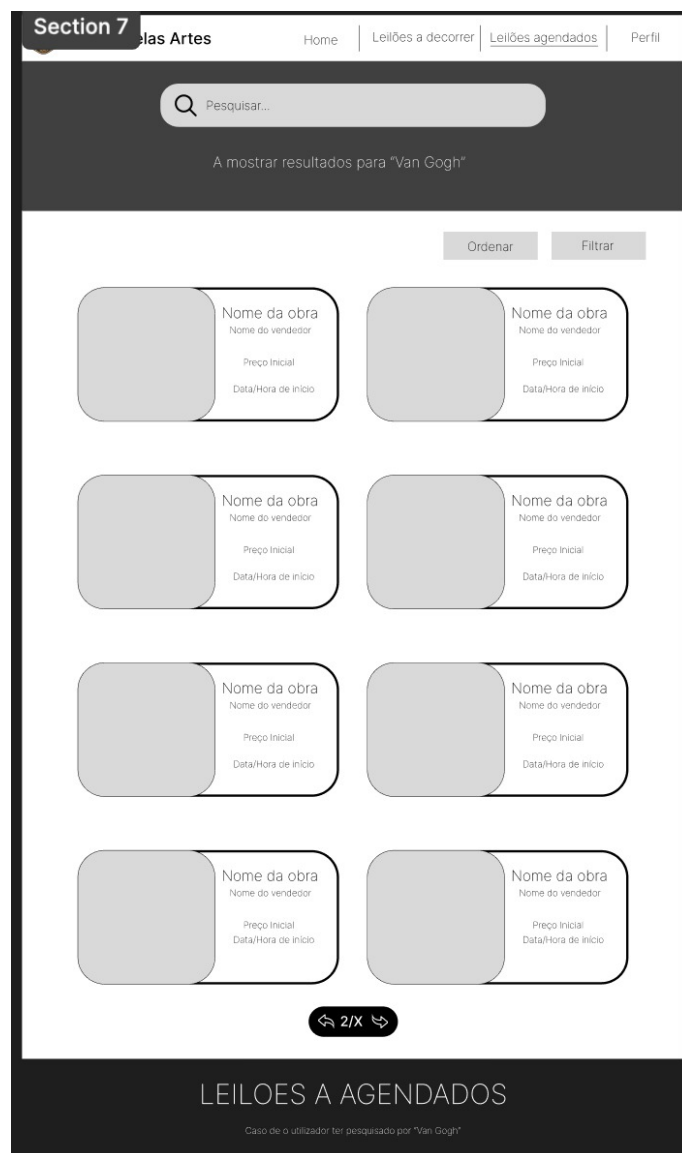 Section 7
elas Artes
Home
Leilões a decorrer
Leilões agendados
Perfil
Pesquisar...
A mostrar resultados para "Van Gogh"
Ordenar
Filtrar
Nome da obra
Nome do vendedor
Preço Inicial
Data/Hora de início
Nome da obra
Nome do vendedor
Preço Inicial
Data/Hora de início
Nome da obra
Nome do vendedor
Preço Inicial
Data/Hora de início
Nome da obra
Nome do vendedor
Preço Inicial
Data/Hora de início
Nome da obra
Nome do vendedor
Preço Inicial
Data/Hora de início
Nome da obra
Nome do vendedor
Preço Inicial
Data/Hora de início
Nome da obra
Nome do vendedor
Preço Inicial
Data/Hora de início
Nome da obra
Nome do vendedor
Preço Inicial
Data/Hora de início
2/X
LEILOES A AGENDADOS
Caso de o utilizador ter pesquisado por "Van Gogh"